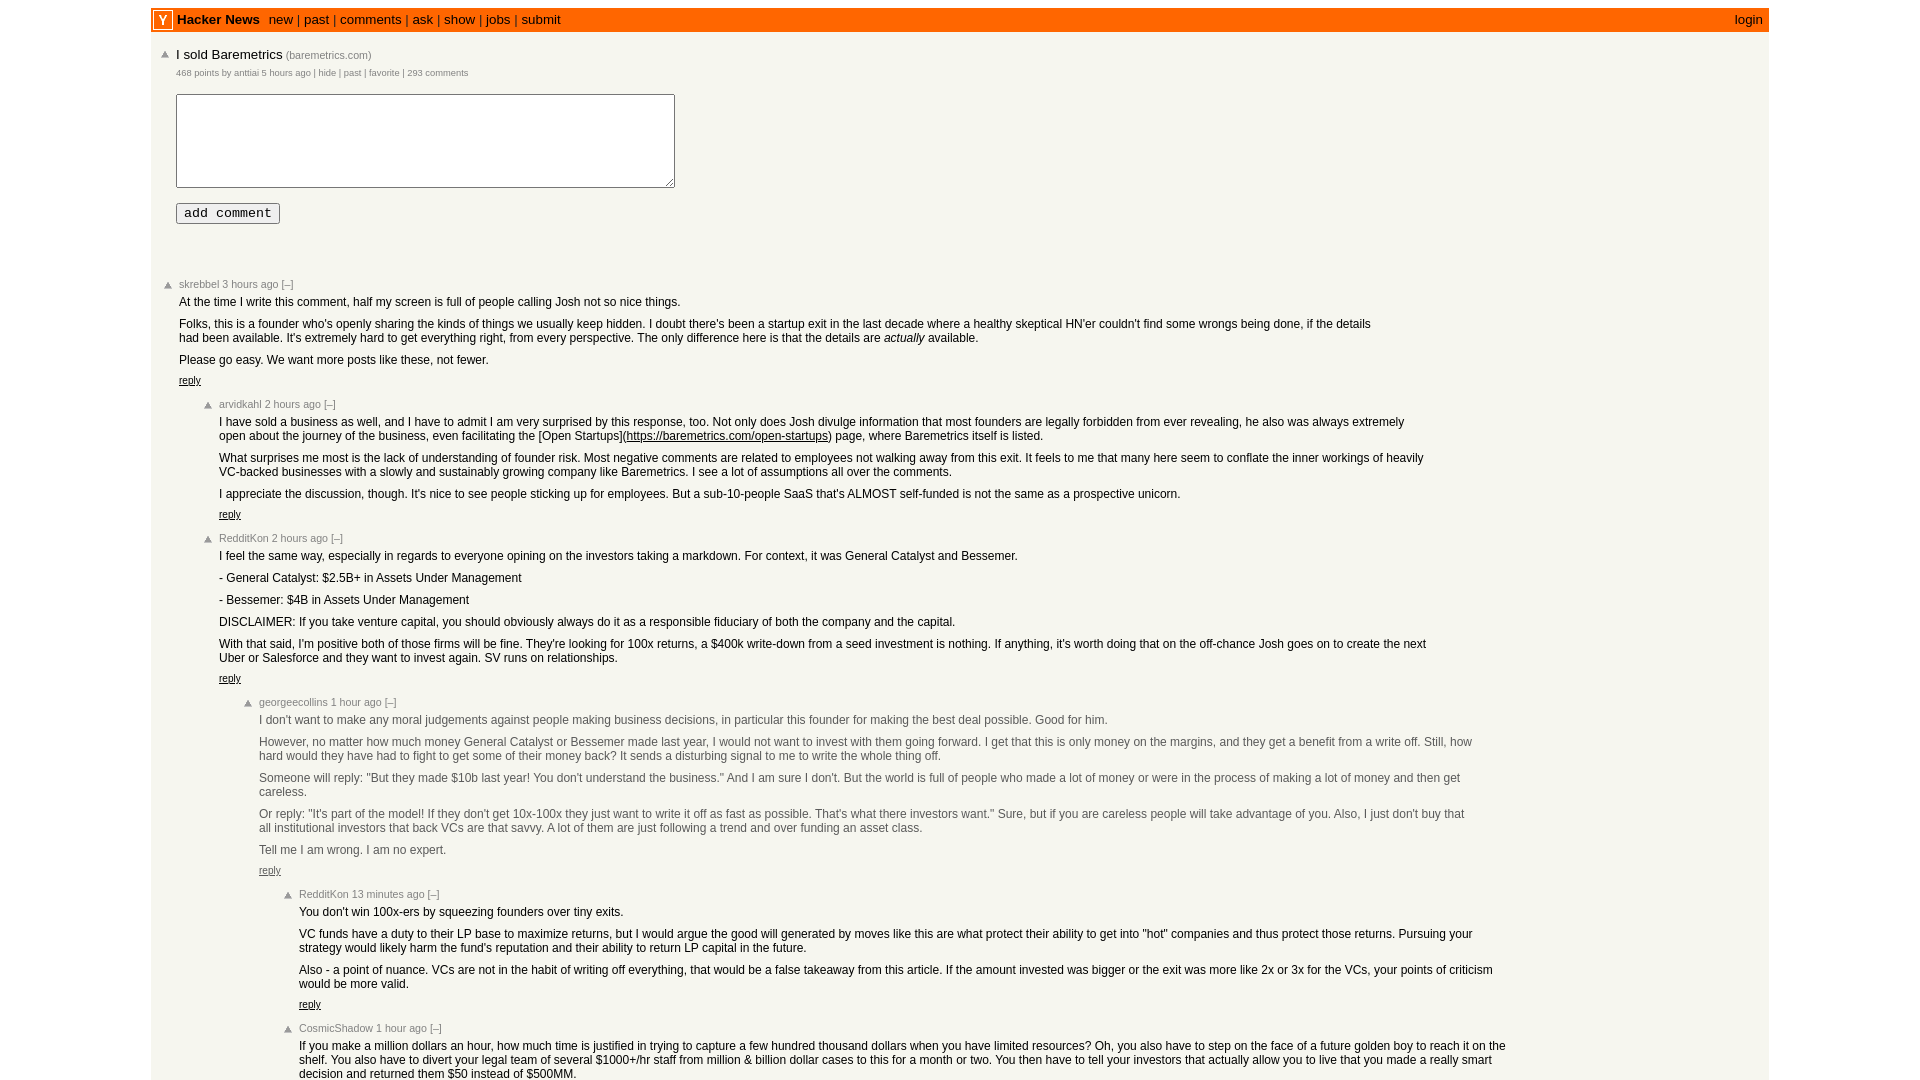 Y Hacker News new | past | comments | ask | show | jobs | submit login
I sold Baremetrics (baremetrics.com)
468 points by anttiai 5 hours ago | hide | past | favorite | 293 comments
add comment
skrebbel 3 hours ago [–]
At the time I write this comment, half my screen is full of people calling Josh not so nice things.
Folks, this is a founder who's openly sharing the kinds of things we usually keep hidden. I doubt there's been a startup exit in the last decade where a healthy skeptical HN'er couldn't find some wrongs being done, if the details
had been available. It's extremely hard to get everything right, from every perspective. The only difference here is that the details are actually available.
Please go easy. We want more posts like these, not fewer.
reply
arvidkahl 2 hours ago [–]
I have sold a business as well, and I have to admit I am very surprised by this response, too. Not only does Josh divulge information that most founders are legally forbidden from ever revealing, he also was always extremely
open about the journey of the business, even facilitating the [Open Startups](https://baremetrics.com/open-startups) page, where Baremetrics itself is listed.
What surprises me most is the lack of understanding of founder risk. Most negative comments are related to employees not walking away from this exit. It feels to me that many here seem to conflate the inner workings of heavily
VC-backed businesses with a slowly and sustainably growing company like Baremetrics. I see a lot of assumptions all over the comments.
I appreciate the discussion, though. It's nice to see people sticking up for employees. But a sub-10-people SaaS that's ALMOST self-funded is not the same as a prospective unicorn.
reply
RedditKon 2 hours ago [–]
I feel the same way, especially in regards to everyone opining on the investors taking a markdown. For context, it was General Catalyst and Bessemer.
- General Catalyst: $2.5B+ in Assets Under Management
- Bessemer: $4B in Assets Under Management
DISCLAIMER: If you take venture capital, you should obviously always do it as a responsible fiduciary of both the company and the capital.
With that said, I'm positive both of those firms will be fine. They're looking for 100x returns, a $400k write-down from a seed investment is nothing. If anything, it's worth doing that on the off-chance Josh goes on to create the next
Uber or Salesforce and they want to invest again. SV runs on relationships.
reply
georgeecollins 1 hour ago [–]
I don't want to make any moral judgements against people making business decisions, in particular this founder for making the best deal possible. Good for him.
However, no matter how much money General Catalyst or Bessemer made last year, I would not want to invest with them going forward. I get that this is only money on the margins, and they get a benefit from a write off. Still, how
hard would they have had to fight to get some of their money back? It sends a disturbing signal to me to write the whole thing off.
Someone will reply: "But they made $10b last year! You don't understand the business." And I am sure I don't. But the world is full of people who made a lot of money or were in the process of making a lot of money and then get
careless.
Or reply: "It's part of the model! If they don't get 10x-100x they just want to write it off as fast as possible. That's what there investors want." Sure, but if you are careless people will take advantage of you. Also, I just don't buy that
all institutional investors that back VCs are that savvy. A lot of them are just following a trend and over funding an asset class.
Tell me I am wrong. I am no expert.
reply
RedditKon 13 minutes ago [–]
You don't win 100x-ers by squeezing founders over tiny exits.
VC funds have a duty to their LP base to maximize returns, but I would argue the good will generated by moves like this are what protect their ability to get into "hot" companies and thus protect those returns. Pursuing your
strategy would likely harm the fund's reputation and their ability to return LP capital in the future.
Also - a point of nuance. VCs are not in the habit of writing off everything, that would be a false takeaway from this article. If the amount invested was bigger or the exit was more like 2x or 3x for the VCs, your points of criticism
would be more valid.
reply
CosmicShadow 1 hour ago [–]
If you make a million dollars an hour, how much time is justified in trying to capture a few hundred thousand dollars when you have limited resources? Oh, you also have to step on the face of a future golden boy to reach it on the
shelf. You also have to divert your legal team of several $1000+/hr staff from million & billion dollar cases to this for a month or two. You then have to tell your investors that actually allow you to live that you made a really smart
decision and returned them $50 instead of $500MM.